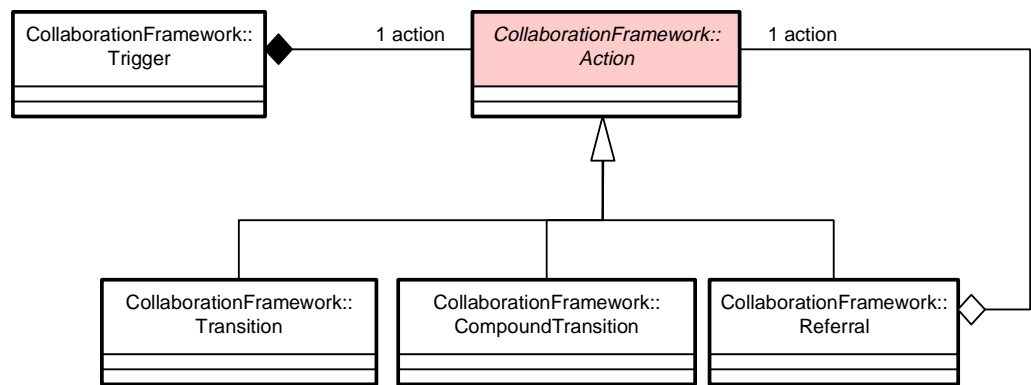 CollaborationFramework::
Trigger
1 action
CollaborationFramework::
Action
1 action
CollaborationFramework::
Transition
CollaborationFramework::
CompoundTransition
CollaborationFramework::
Referral